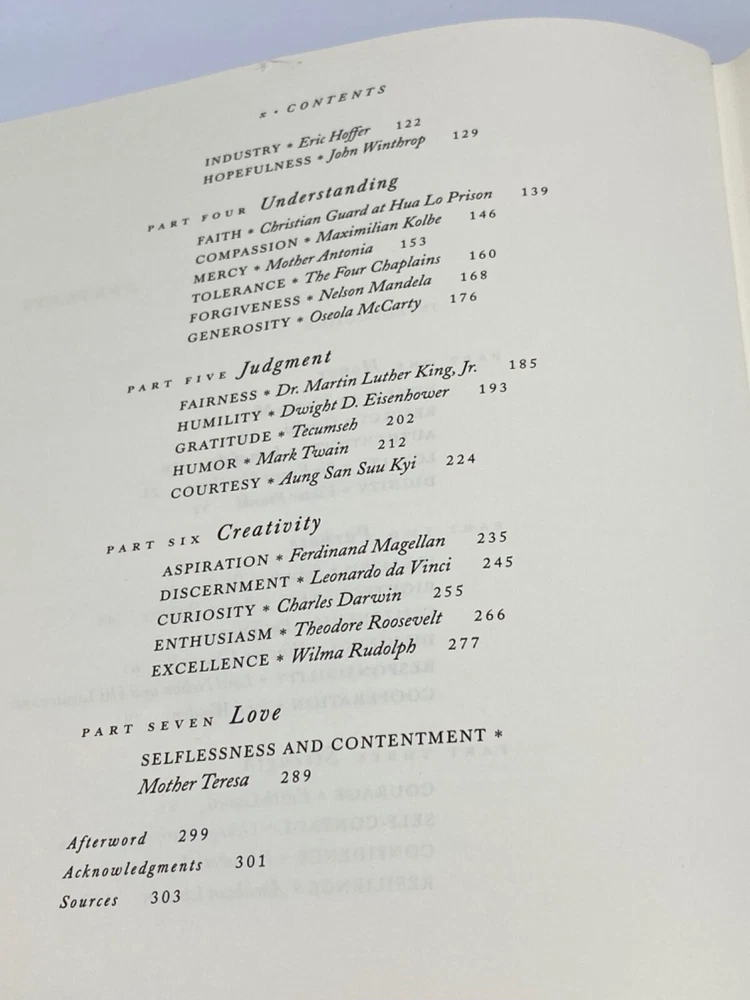 x · CONTENTS
INDUSTRY * Eric Hoffer 122
HOPEFULNESS * John Winthrop 129
PART FOUR Understanding
FAITH * Christian Guard at Hua Lo Prison 139
COMPASSION * Maximilian Kolbe 146
MERCY * Mother Antonia 153
TOLERANCE * The Four Chaplains 160
FORGIVENESS * Nelson Mandela 168
GENEROSITY * Oseola McCarty 176
PART FIVE Judgment
FAIRNESS * Dr. Martin Luther King, Jr. 185
HUMILITY * Dwight D. Eisenhower 193
GRATITUDE * Tecumseh 202
HUMOR * Mark Twain 212
COURTESY * Aung San Suu Kyi 224
PART SIX Creativity
ASPIRATION * Ferdinand Magellan 235
DISCERNMENT * Leonardo da Vinci 245
CURIOSITY * Charles Darwin 255
ENTHUSIASM * Theodore Roosevelt 266
EXCELLENCE * Wilma Rudolph 277
PART SEVEN Love
SELFLESSNESS AND CONTENTMENT *
Mother Teresa 289
Afterword 299
Acknowledgments 301
Sources 303